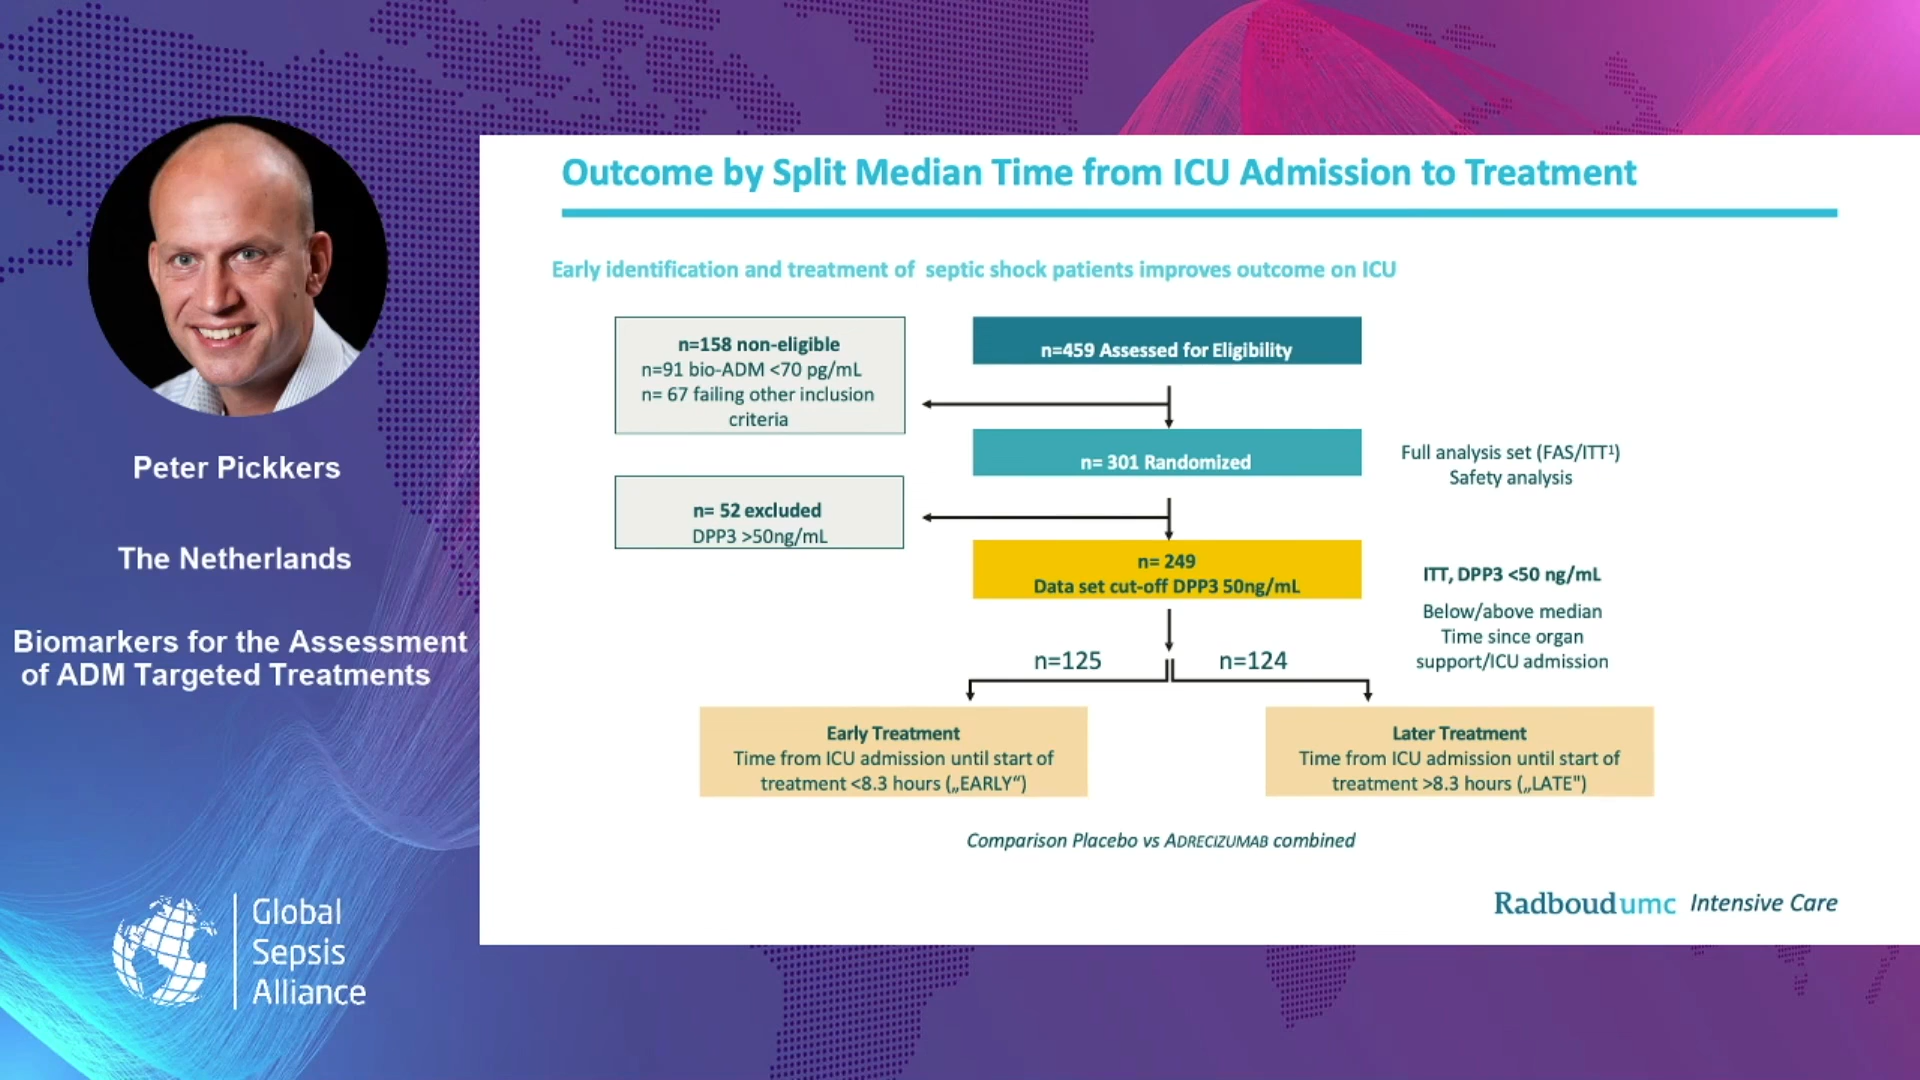 Peter Pickkers
The Netherlands
Biomarkers for the Assessment
of ADM Targeted Treatments
Global
Sepsis
Alliance
Outcome by Split Median Time from ICU Admission to Treatment
Early identification and treatment of septic shock patients improves outcome on ICU
n=158 non-eligible
n=91 bio-ADM <70 pg/mL
n= 67 failing other inclusion
criteria
n=459 Assessed for Eligibility
n= 301 Randomized
Full analysis set (FAS/ITT¹)
Safety analysis
n= 52 excluded
DPP3 >50ng/mL
n= 249
Data set cut-off DPP3 50ng/mL
ITT, DPP3 <50 ng/mL
Below/above median
Time since organ
support/ICU admission
n=125
n=124
Early Treatment
Time from ICU admission until start of
treatment <8.3 hours („EARLY“)
Later Treatment
Time from ICU admission until start of
treatment >8.3 hours („LATE")
Comparison Placebo vs ADRECIZUMAB combined
Radboudumc Intensive Care